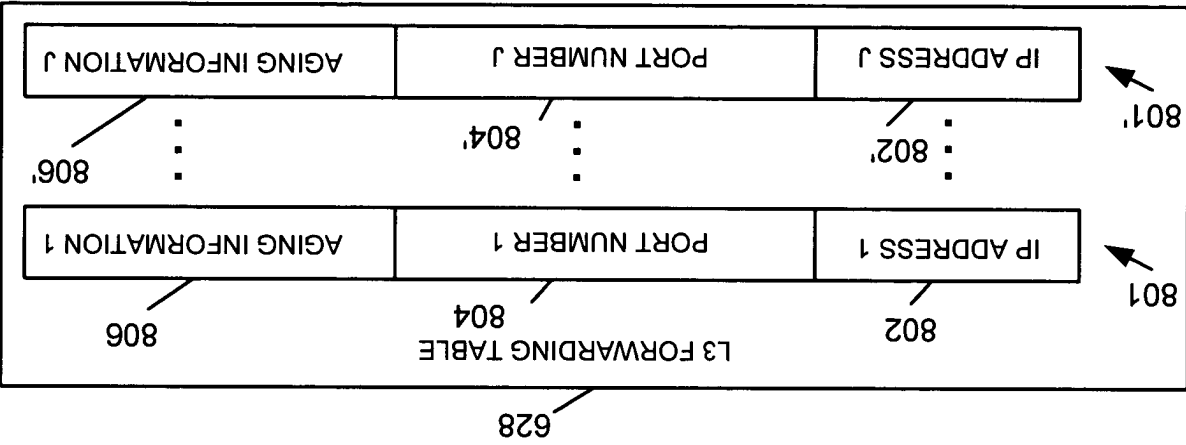 628
L3 FORWARDING TABLE
801
802
804
806
IP ADDRESS 1
PORT NUMBER 1
AGING INFORMATION 1
801'
802'
804'
806'
IP ADDRESS J
PORT NUMBER J
AGING INFORMATION J